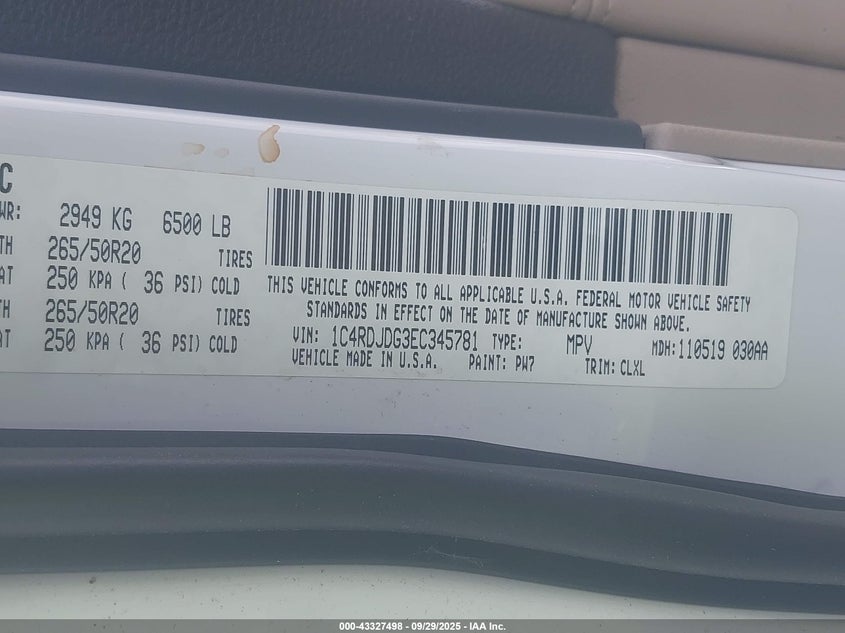 C
WR: 2949 KG 6500 LB
TH 265/50R20 TIRES
AT 250 KPA ( 36 PSI) COLD
TH 265/50R20 TIRES
AT 250 KPA ( 36 PSI) COLD
THIS VEHICLE CONFORMS TO ALL APPLICABLE U.S.A. FEDERAL MOTOR VEHICLE SAFETY
STANDARDS IN EFFECT ON THE DATE OF MANUFACTURE SHOWN ABOVE.
VIN: 1C4RDJDG3EC345781 TYPE: MPV MDH:110519 030AA
VEHICLE MADE IN U.S.A. PAINT: PW7 TRIM: CLXL
000-43327498 - 09/29/2025 - IAA Inc.